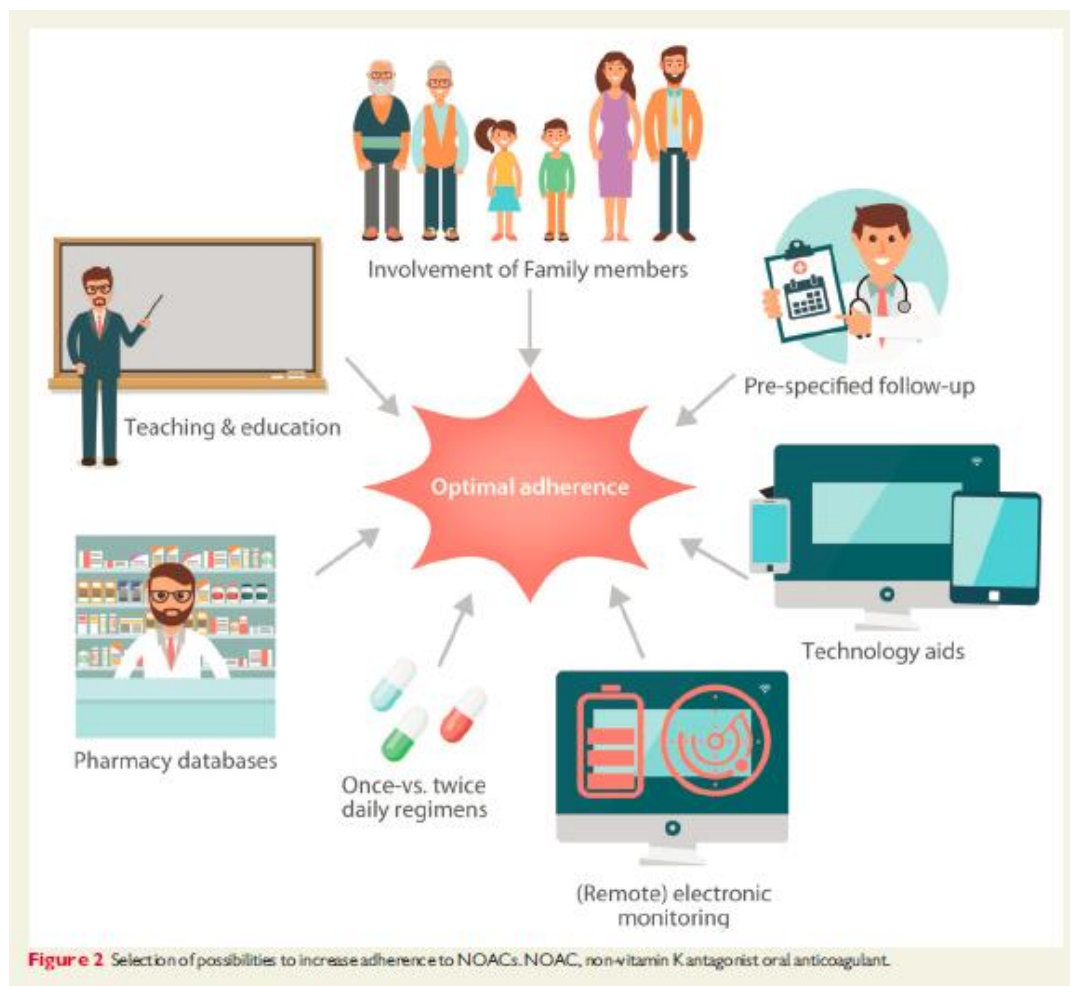 Involvement of Family members
Pre-specified follow-up
Teaching & education
Optimal adherence
Technology aids
Pharmacy databases
Once-vs. twice
daily regimens
(Remote) electronic
monitoring
Figure 2 Selection of possibilities to increase adherence to NOACs. NOAC, non-vitamin K antagonist oral anticoagulant.